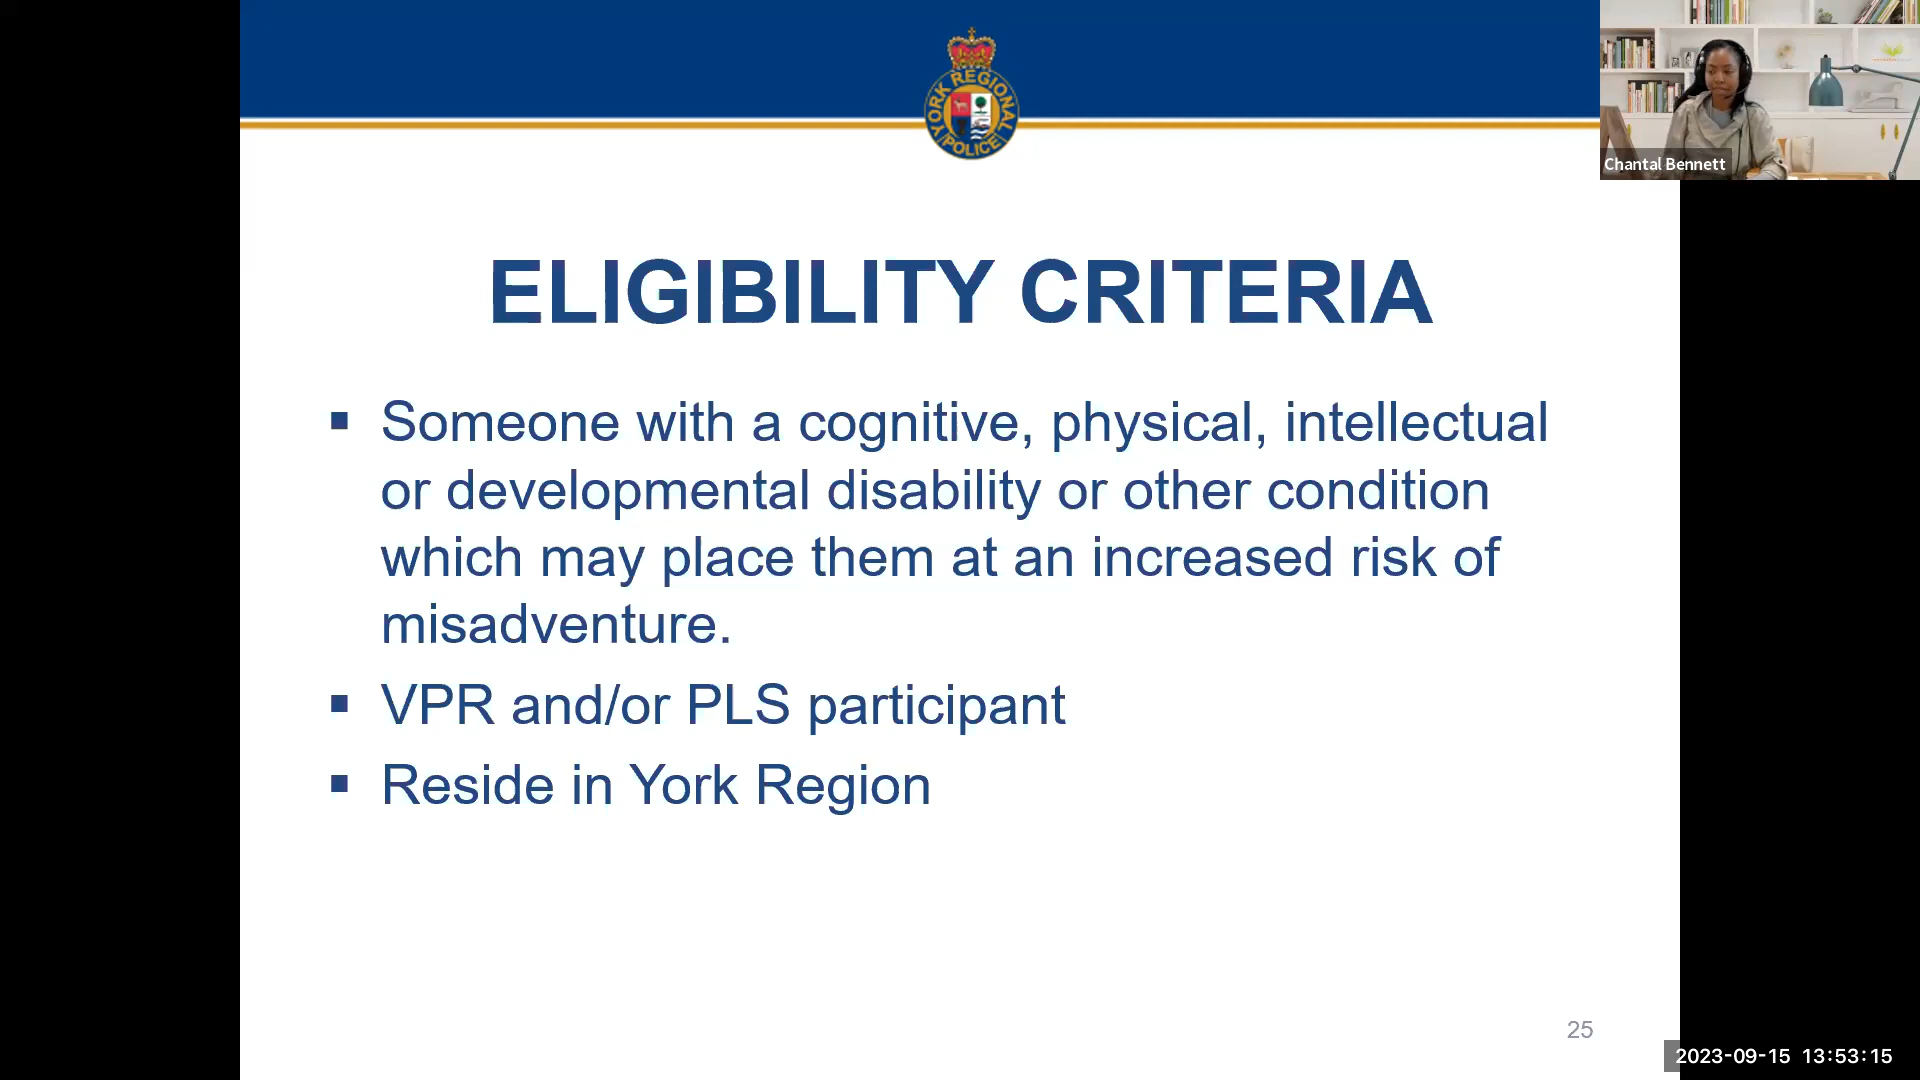 YORK REGIONAL
POLICE
Chantal Bennett
ELIGIBILITY CRITERIA
▪ Someone with a cognitive, physical, intellectual
or developmental disability or other condition
which may place them at an increased risk of
misadventure.
▪ VPR and/or PLS participant
▪ Reside in York Region
25
2023-09-15 13:53:15